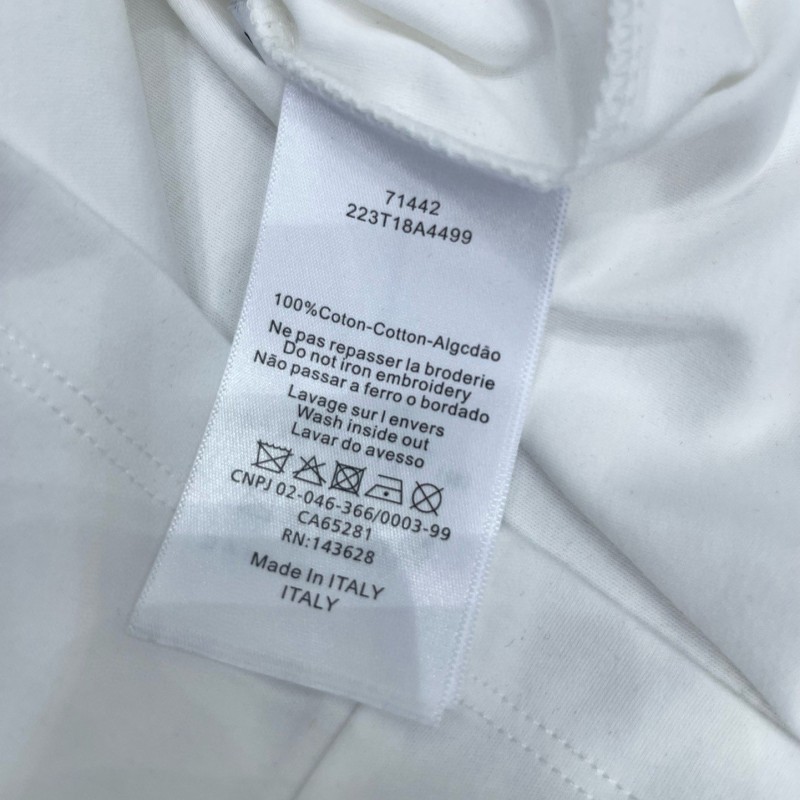 71442
223T18A4499
100%Coton-Cotton-Algcdão
Ne pas repasser la broderie
Do not iron embroidery
Não passar a ferro o bordado
Lavage sur l envers
Wash inside out
Lavar do avesso
CNPJ 02-046-366/0003-99
CA65281
RN:143628
Made In ITALY
ITALY